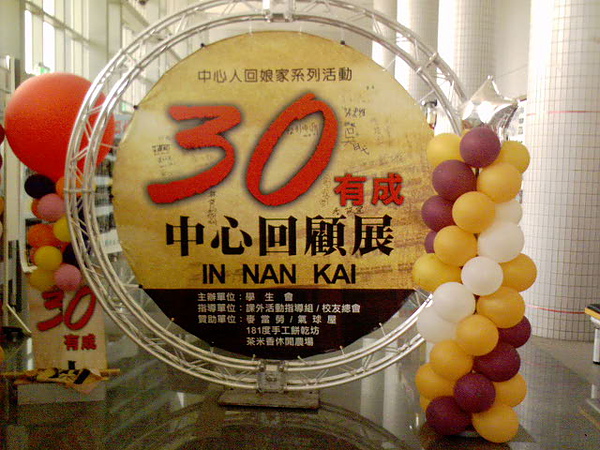 中心人回娘家系列活動
30有成
中心回顧展
IN NAN KAI
主辦單位：學生會
指導單位：課外活動指導組/校友總會
贊助單位：麥當勞/氣球屋
181度手工餅乾坊
茶米香休閒農場
30
有成